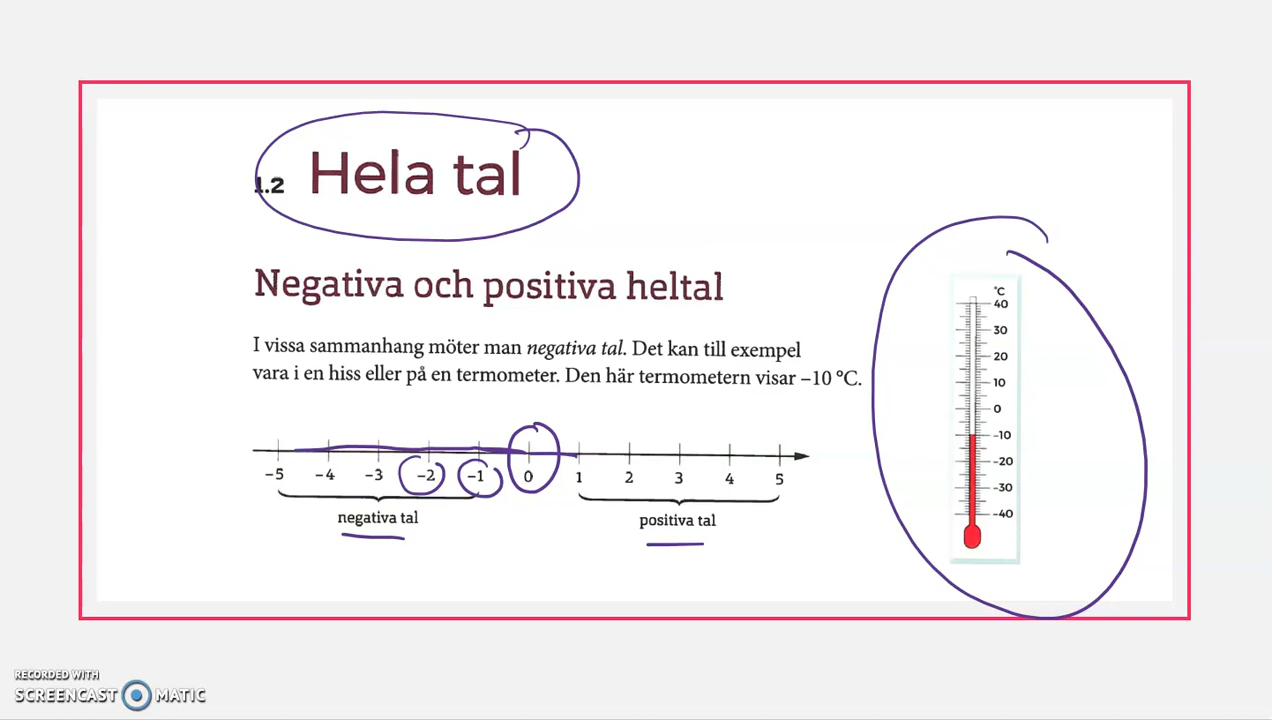 1.2 Hela tal
Negativa och positiva heltal
I vissa sammanhang möter man negativa tal. Det kan till exempel
vara i en hiss eller på en termometer. Den här termometern visar −10 °C.
−5 −4 −3 −2 −1 0 1 2 3 4 5
negativa tal positiva tal
°C
40
30
20
10
0
-10
-20
-30
-40
RECORDED WITH
SCREENCAST MATIC